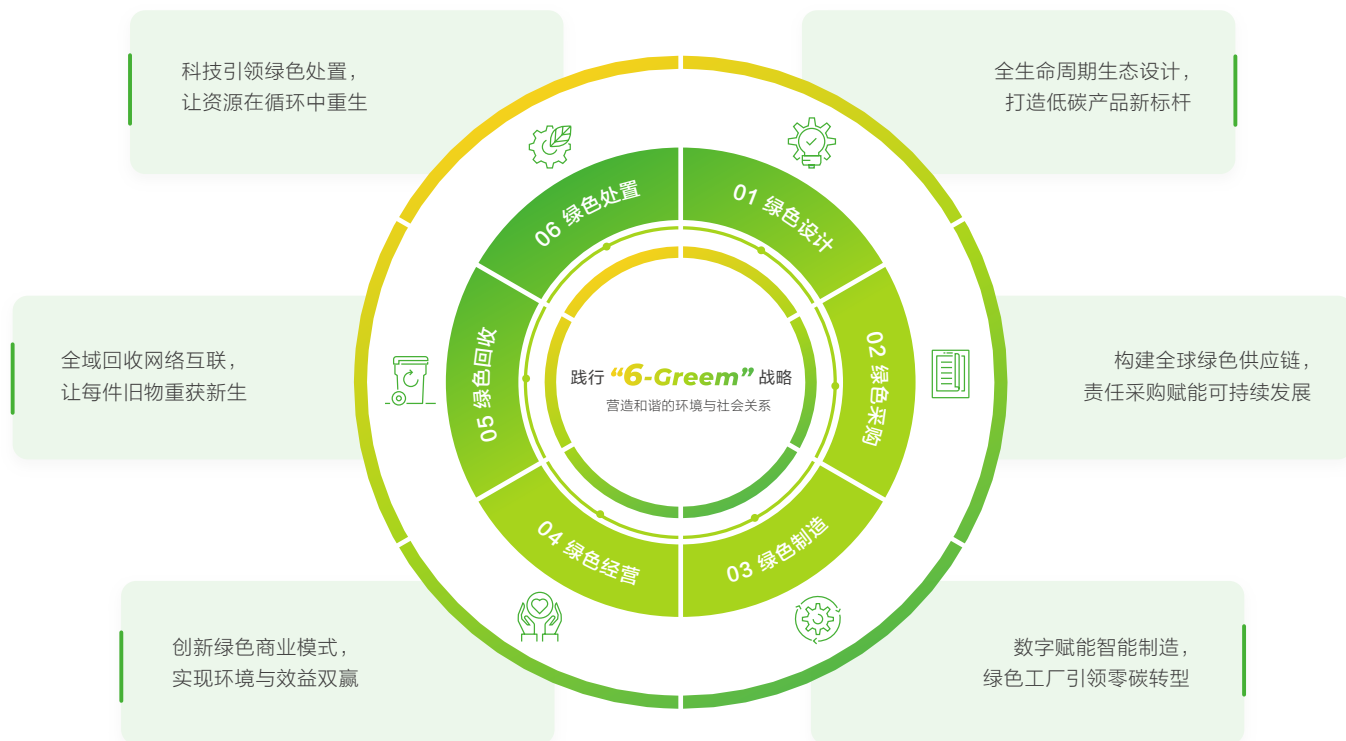 科技引领绿色处置，
让资源在循环中重生
全生命周期生态设计，
打造低碳产品新标杆
06 绿色处置
01 绿色设计
全域回收网络互联，
让每件旧物重获新生
05 绿色回收
践行 “6-Greem” 战略
营造和谐的环境与社会关系
02 绿色采购
构建全球绿色供应链，
责任采购赋能可持续发展
04 绿色经营
03 绿色制造
创新绿色商业模式，
实现环境与效益双赢
数字赋能智能制造，
绿色工厂引领零碳转型